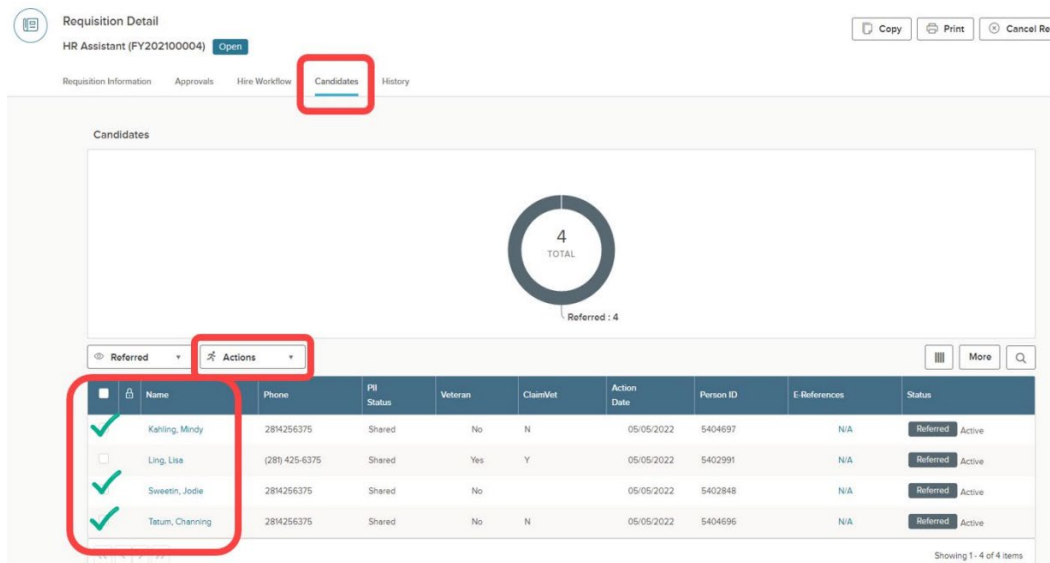 Requisition Detail
HR Assistant (FY202100004) Open
Copy Print Cancel Re
Requisition Information Approvals Hire Workflow Candidates History
Candidates
4
TOTAL
Referred : 4
Referred Actions More
Name Phone PII Status Veteran ClaimVet Action Date Person ID E-References Status
Kahling, Mindy 2814256375 Shared No N 05/05/2022 5404697 N/A Referred Active
Ling, Lisa (281) 425-6375 Shared Yes Y 05/05/2022 5402991 N/A Referred Active
Sweetin, Jodie 2814256375 Shared No 05/05/2022 5402848 N/A Referred Active
Tatum, Channing 2814256375 Shared No N 05/05/2022 5404696 N/A Referred Active
Showing 1 - 4 of 4 items